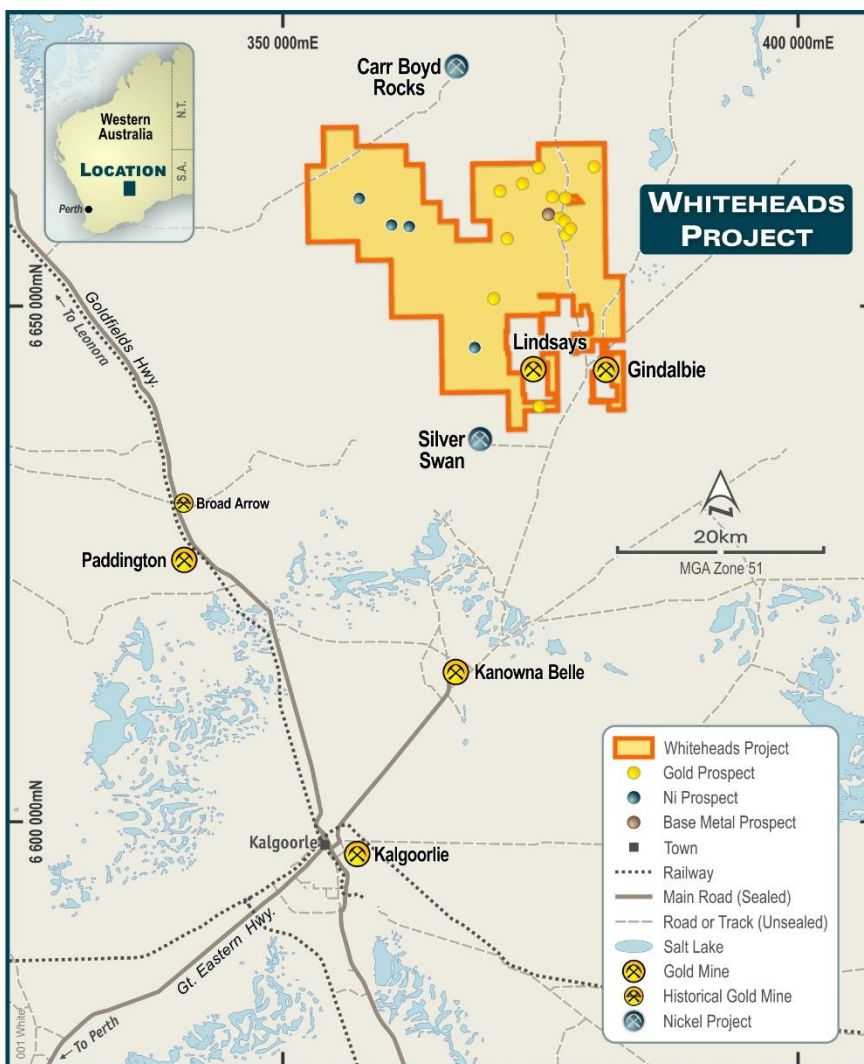 350 000mE
400 000mE
Carr Boyd
Rocks
Western
Australia
N.T.
S.A.
LOCATION
Perth
WHITEHEADS
PROJECT
6 650 000mN
Goldfields Hwy.
To Leonora
Lindsays
Gindalbie
Silver
Swan
Broad Arrow
Paddington
N
20km
MGA Zone 51
Kanowna Belle
6 600 000mN
Kalgoorle
Kalgoorlie
Gt. Eastern Hwy.
To Perth
001 White
Whiteheads Project
Gold Prospect
Ni Prospect
Base Metal Prospect
Town
Railway
Main Road (Sealed)
Road or Track (Unsealed)
Salt Lake
Gold Mine
Historical Gold Mine
Nickel Project